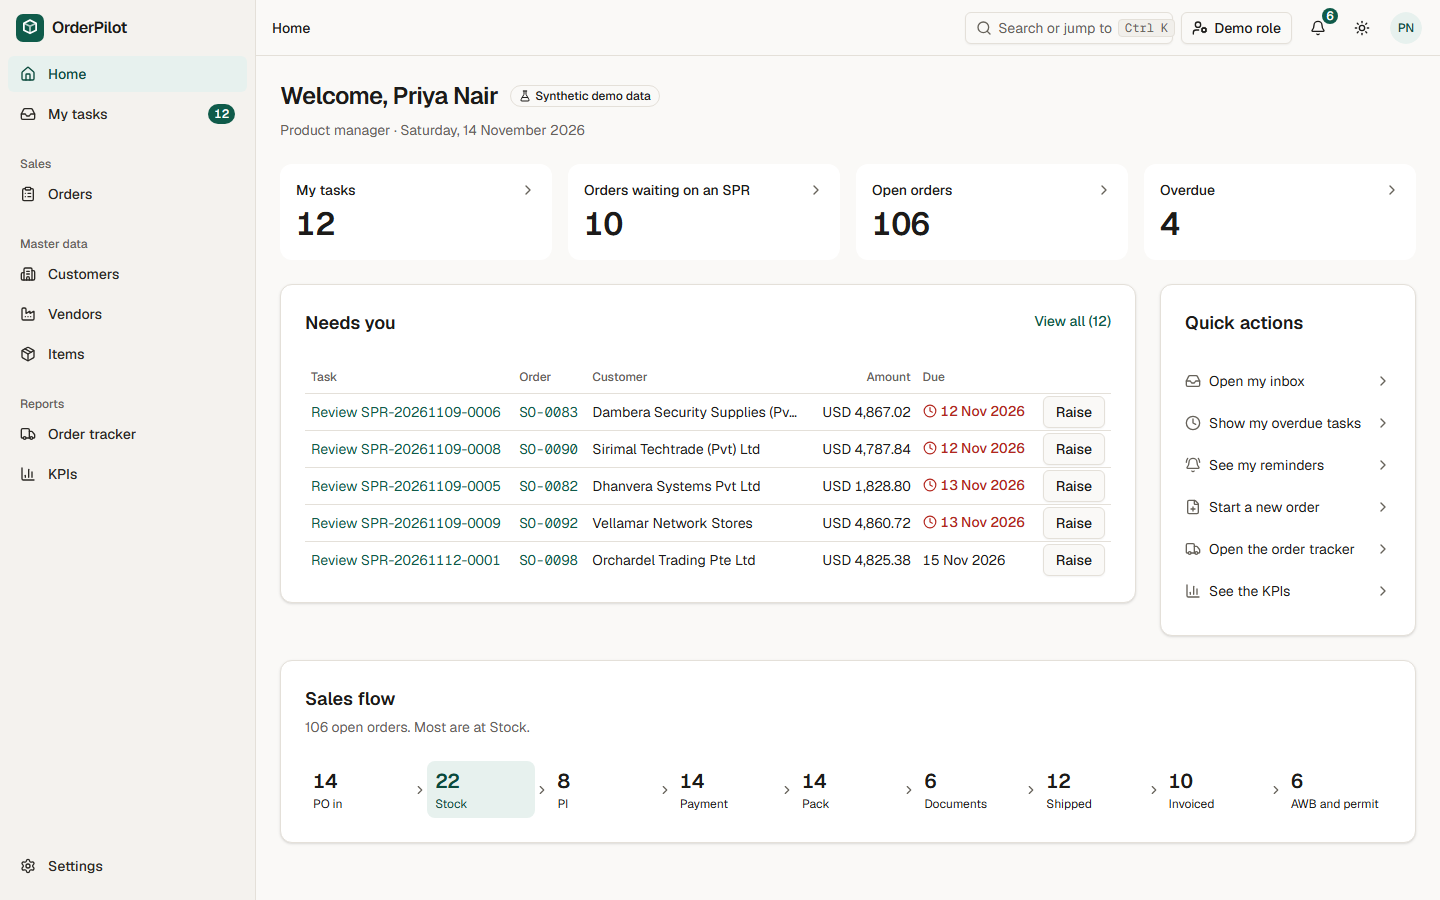 OrderPilot
Home
Search or jump to Ctrl K
Demo role
6
PN
Home
My tasks 12
Sales
Orders
Master data
Customers
Vendors
Items
Reports
Order tracker
KPIs
Settings
Welcome, Priya Nair Synthetic demo data
Product manager · Saturday, 14 November 2026
My tasks
12
Orders waiting on an SPR
10
Open orders
106
Overdue
4
Needs you View all (12)
Task Order Customer Amount Due
Review SPR-20261109-0006 SO-0083 Dambera Security Supplies (Pv... USD 4,867.02 12 Nov 2026 Raise
Review SPR-20261109-0008 SO-0090 Sirimal Techtrade (Pvt) Ltd USD 4,787.84 12 Nov 2026 Raise
Review SPR-20261109-0005 SO-0082 Dhanvera Systems Pvt Ltd USD 1,828.80 13 Nov 2026 Raise
Review SPR-20261109-0009 SO-0092 Vellamar Network Stores USD 4,860.72 13 Nov 2026 Raise
Review SPR-20261112-0001 SO-0098 Orchardel Trading Pte Ltd USD 4,825.38 15 Nov 2026 Raise
Quick actions
Open my inbox
Show my overdue tasks
See my reminders
Start a new order
Open the order tracker
See the KPIs
Sales flow
106 open orders. Most are at Stock.
14 22 8 14 14 6 12 10 6
PO in Stock PI Payment Pack Documents Shipped Invoiced AWB and permit